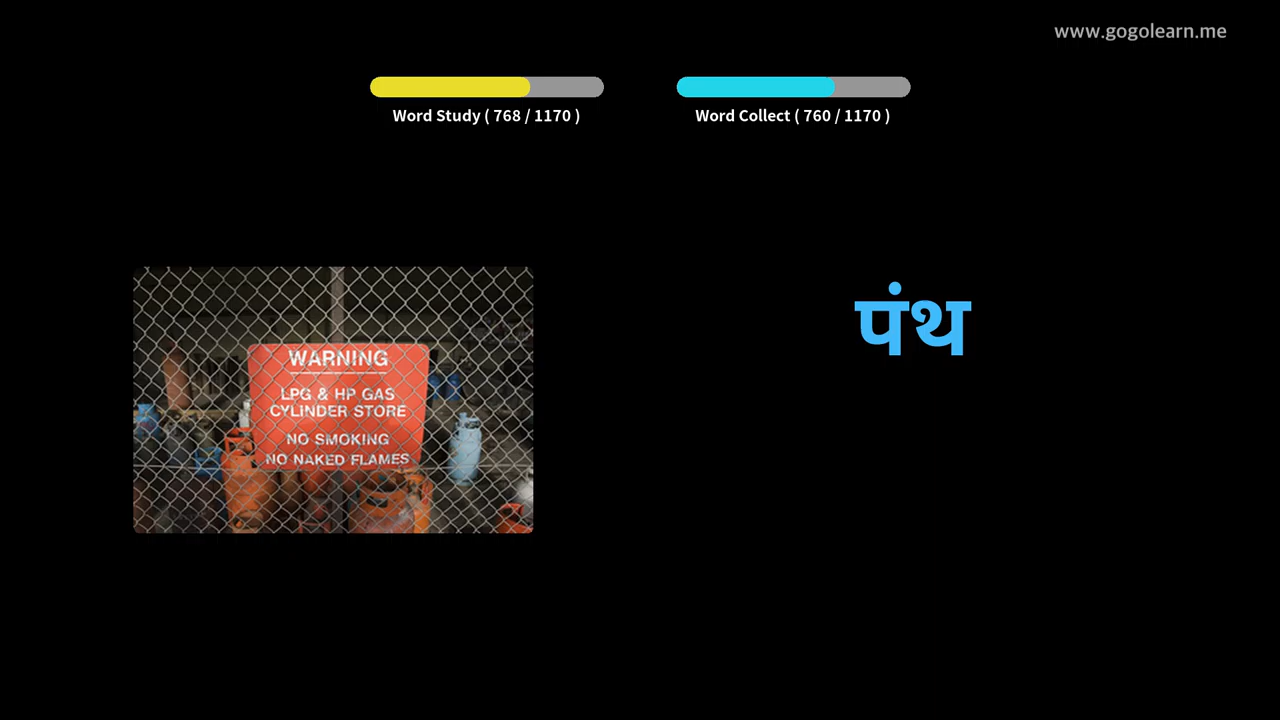 www.gogolearn.me
Word Study ( 768 / 1170 )
Word Collect ( 760 / 1170 )
पंथ
WARNING
LPG & HP GAS
CYLINDER STORE
NO SMOKING
NO NAKED FLAMES